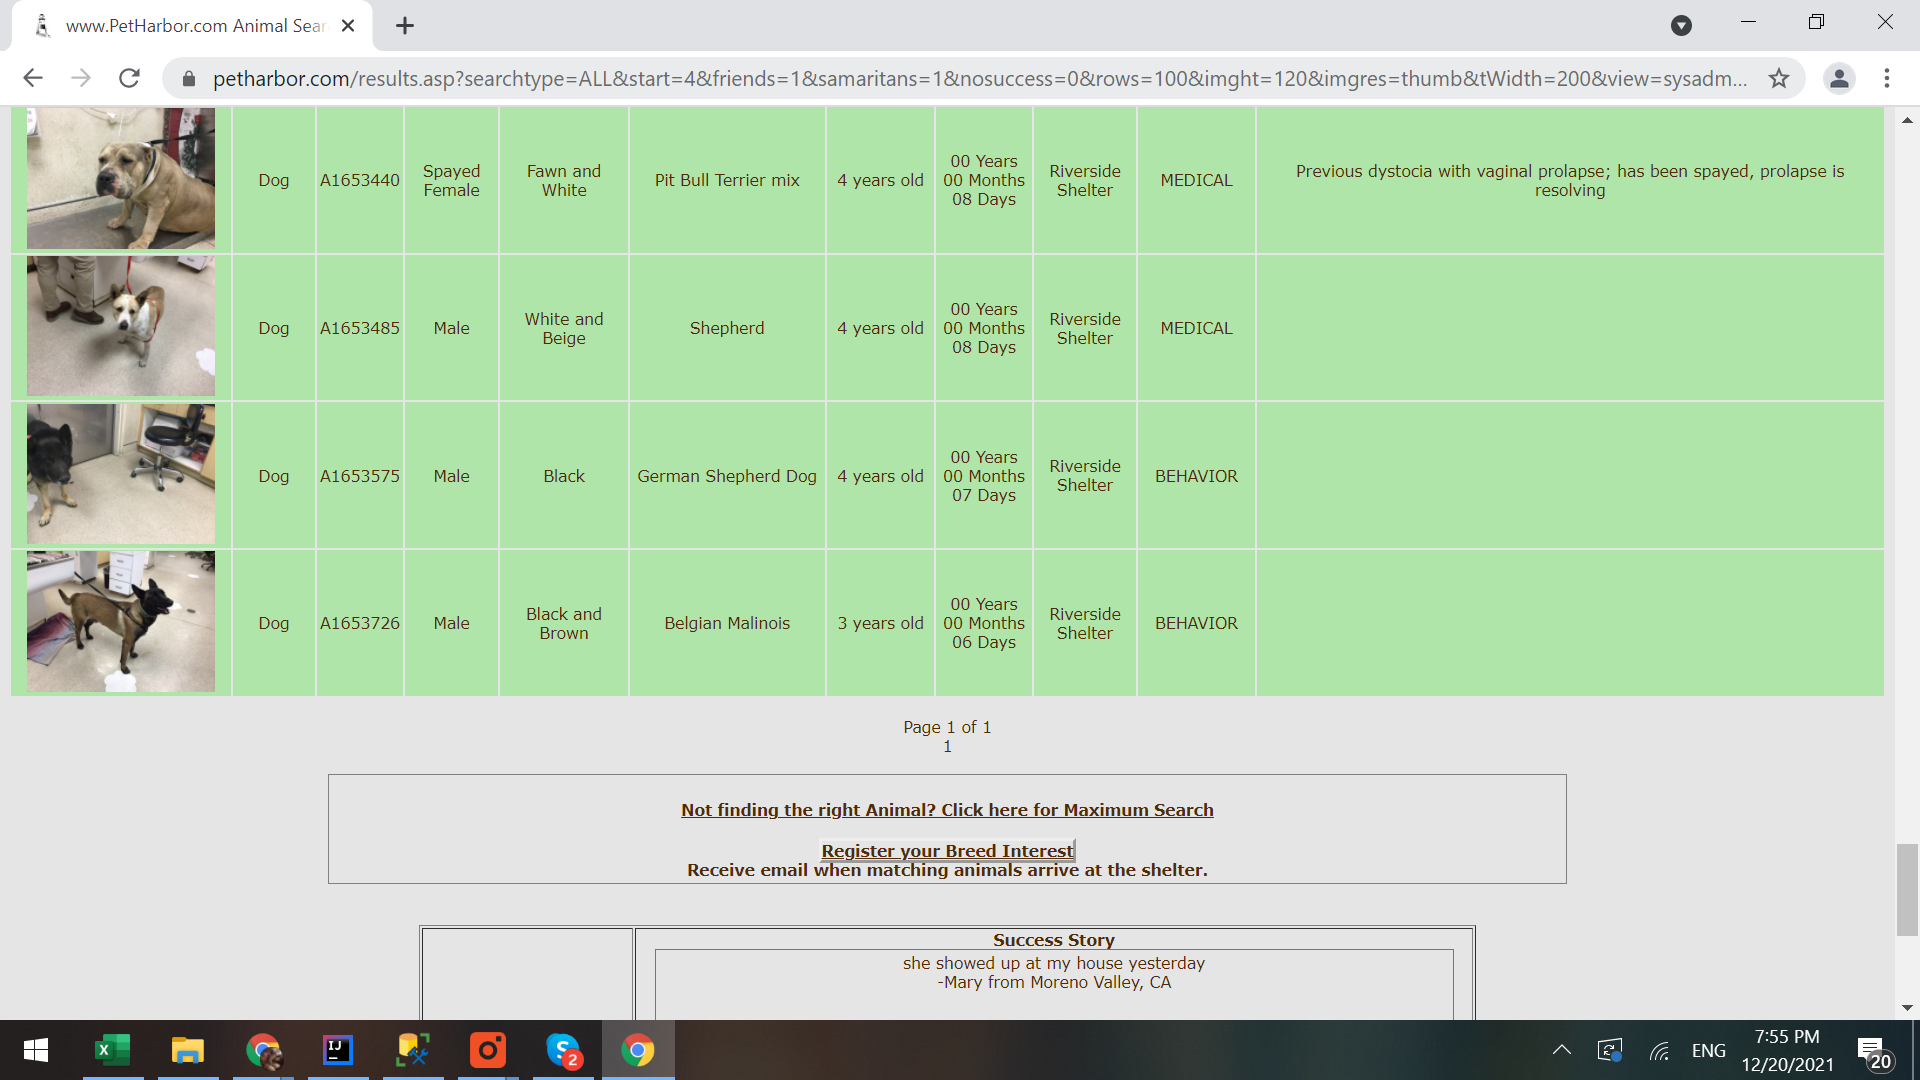 www.PetHarbor.com Animal Sear
petharbor.com/results.asp?searchtype=ALL&start=4&friends=1&samaritans=1&nosuccess=0&rows=100&imght=120&imgres=thumb&tWidth=200&view=sysadm...
Dog A1653440 Spayed Female Fawn and White Pit Bull Terrier mix 4 years old 00 Years 00 Months 08 Days Riverside Shelter MEDICAL Previous dystocia with vaginal prolapse; has been spayed, prolapse is resolving
Dog A1653485 Male White and Beige Shepherd 4 years old 00 Years 00 Months 08 Days Riverside Shelter MEDICAL
Dog A1653575 Male Black German Shepherd Dog 4 years old 00 Years 00 Months 07 Days Riverside Shelter BEHAVIOR
Dog A1653726 Male Black and Brown Belgian Malinois 3 years old 00 Years 00 Months 06 Days Riverside Shelter BEHAVIOR
Page 1 of 1
1
Not finding the right Animal? Click here for Maximum Search
Register your Breed Interest
Receive email when matching animals arrive at the shelter.
Success Story
she showed up at my house yesterday
-Mary from Moreno Valley, CA
2
ENG
7:55 PM
12/20/2021
20